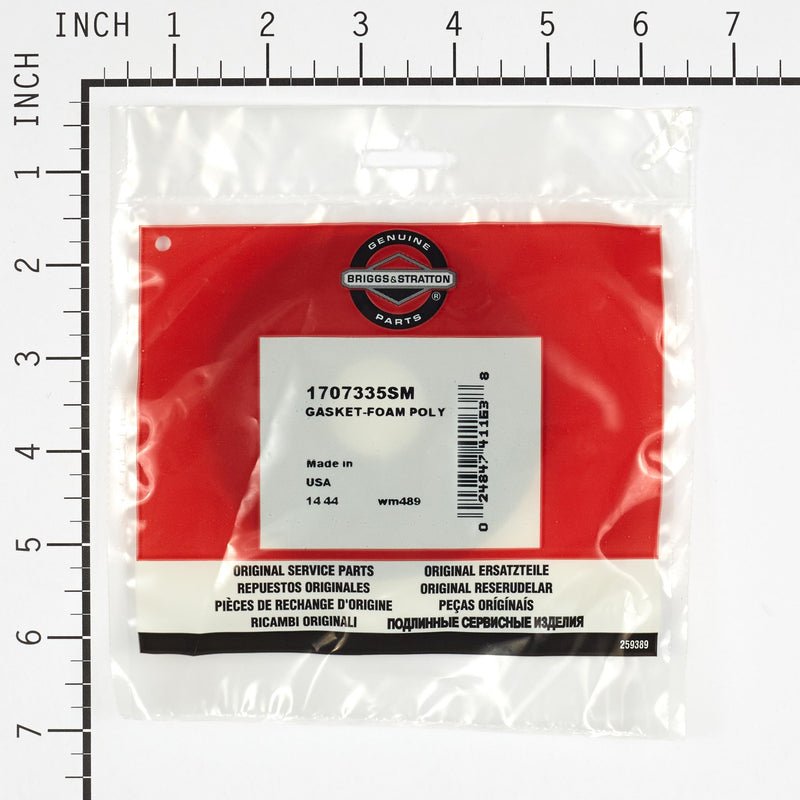 INCH 1 2 3 4 5 6 7
INCH
1
2
3
4
5
6
7
GENUINE
BRIGGS&STRATTON
®
PARTS
1707335SM
GASKET-FOAM POLY
Made in
USA
14 44 wm489
0 24847 41163 8
ORIGINAL SERVICE PARTS ORIGINAL ERSATZTEILE
REPUESTOS ORIGINALES ORIGINAL RESERUDELAR
PIÈCES DE RECHANGE D'ORIGINE PEÇAS ORÍGÍNAÍS
RICAMBI ORIGINALI ПОДЛИННЫЕ СЕРВИСНЫЕ ИЗДЕЛИЯ
259389